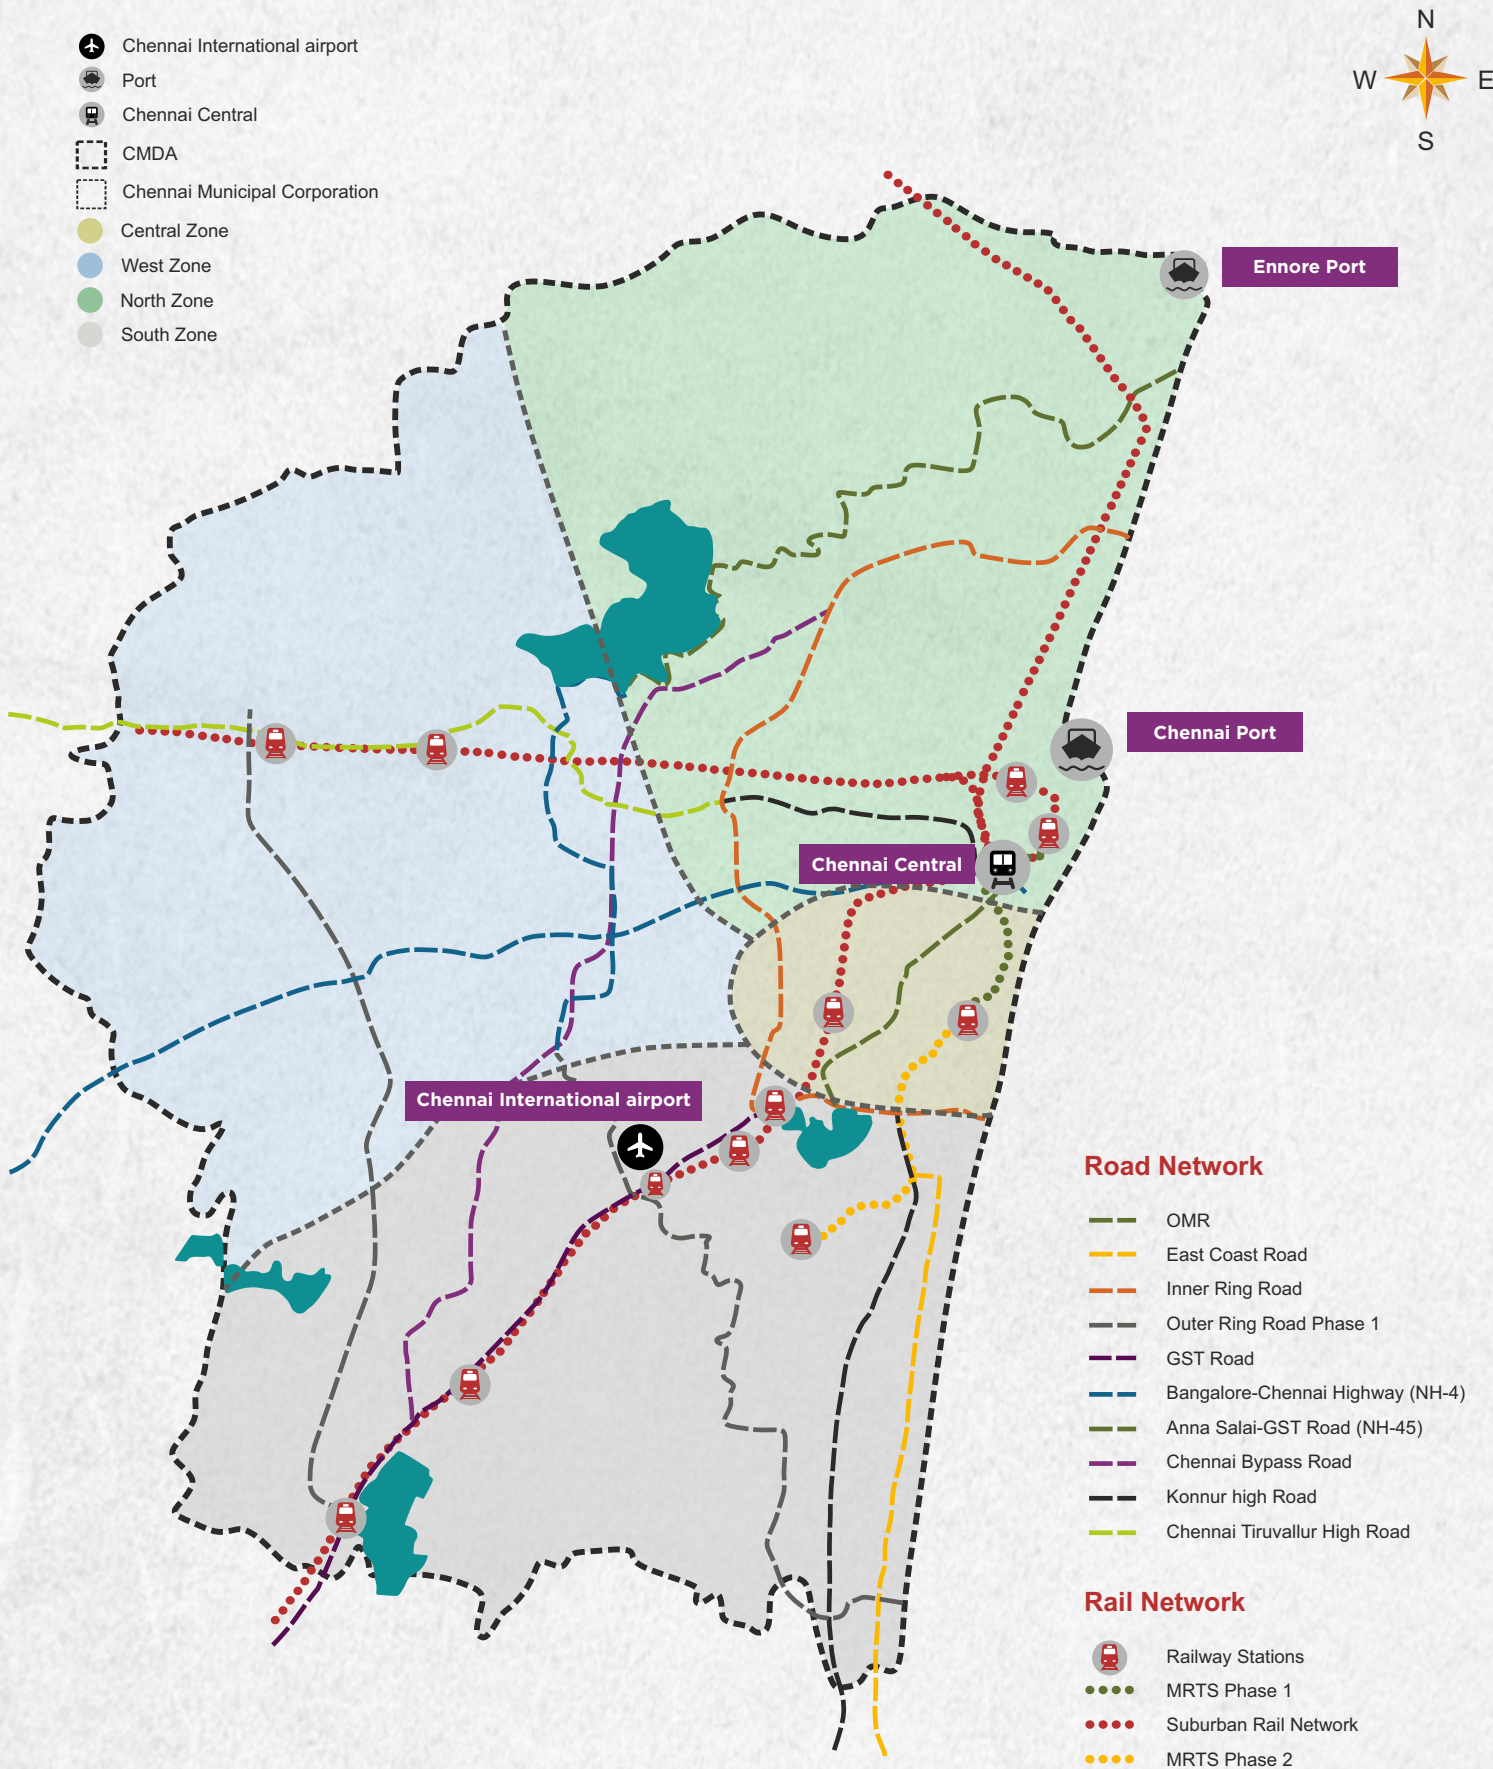 Chennai International airport
Port
Chennai Central
CMDA
Chennai Municipal Corporation
Central Zone
West Zone
North Zone
South Zone
N
W
E
S
Ennore Port
Chennai Port
Chennai Central
Chennai International airport
Road Network
OMR
East Coast Road
Inner Ring Road
Outer Ring Road Phase 1
GST Road
Bangalore-Chennai Highway (NH-4)
Anna Salai-GST Road (NH-45)
Chennai Bypass Road
Konnur high Road
Chennai Tiruvallur High Road
Rail Network
Railway Stations
MRTS Phase 1
Suburban Rail Network
MRTS Phase 2